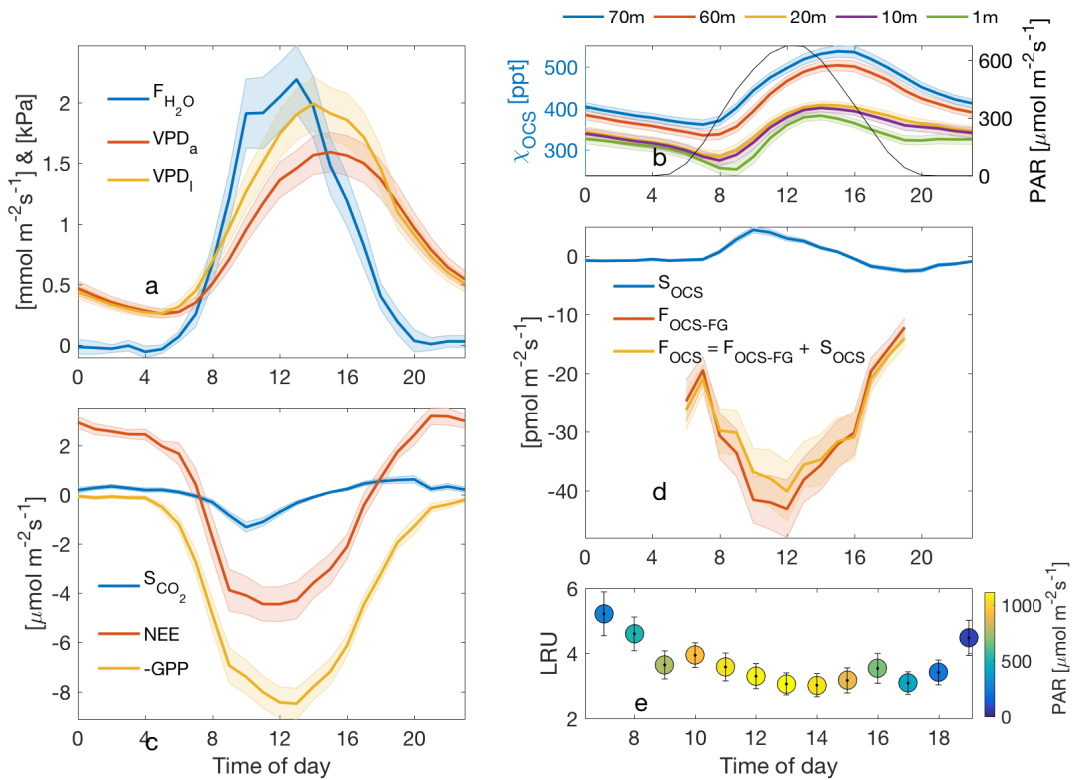 70m 60m 20m 10m 1m
[mmol m⁻²s⁻¹] & [kPa]
2
1.5
1
0.5
0
F_H₂O
VPD_a
VPD_l
a
0 4 8 12 16 20
χ_OCS [ppt]
500
400
300
b
600
300
0
PAR [μmol m⁻²s⁻¹]
0 4 8 12 16 20
[pmol m⁻²s⁻¹]
0
-10
-20
-30
-40
S_OCS
F_OCS-FG
F_OCS = F_OCS-FG + S_OCS
d
0 4 8 12 16 20
[μmol m⁻²s⁻¹]
2
0
-2
-4
-6
-8
S_CO₂
NEE
-GPP
c
0 4 8 12 16 20
Time of day
LRU
6
4
2
e
8 10 12 14 16 18
Time of day
1000
500
0
PAR [μmol m⁻²s⁻¹]